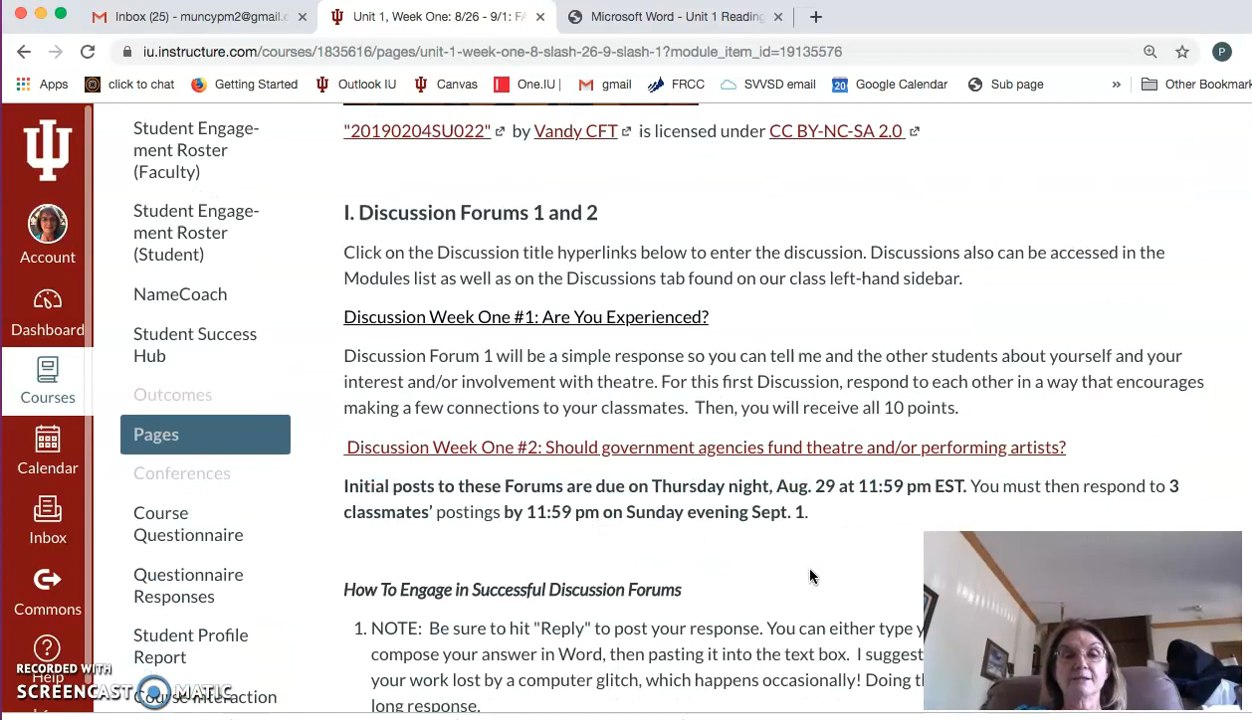 Inbox (15) - muncypm2@gmail.c
Unit 1, Week One: 8/26 - 9/1: FA
Microsoft Word - Unit 1 Reading
iu.instructure.com/courses/1835616/pages/unit-1-week-one-8-slash-26-9-slash-1?module_item_id=19135576
P
Apps
click to chat
Getting Started
Outlook IU
Canvas
One.IU |
gmail
FRCC
SVVSD email
20
Google Calendar
Sub page
»
Other Bookmar
Account
Dashboard
Courses
Calendar
Inbox
Commons
Help
Student Engage-
ment Roster
(Faculty)
Student Engage-
ment Roster
(Student)
NameCoach
Student Success
Hub
Outcomes
Pages
Conferences
Course
Questionnaire
Questionnaire
Responses
Student Profile
Report
Course Interaction
"20190204SU022" by Vandy CFT is licensed under CC BY-NC-SA 2.0
I. Discussion Forums 1 and 2
Click on the Discussion title hyperlinks below to enter the discussion. Discussions also can be accessed in the
Modules list as well as on the Discussions tab found on our class left-hand sidebar.
Discussion Week One #1: Are You Experienced?
Discussion Forum 1 will be a simple response so you can tell me and the other students about yourself and your
interest and/or involvement with theatre. For this first Discussion, respond to each other in a way that encourages
making a few connections to your classmates. Then, you will receive all 10 points.
Discussion Week One #2: Should government agencies fund theatre and/or performing artists?
Initial posts to these Forums are due on Thursday night, Aug. 29 at 11:59 pm EST. You must then respond to 3
classmates' postings by 11:59 pm on Sunday evening Sept. 1.
How To Engage in Successful Discussion Forums
1. NOTE: Be sure to hit "Reply" to post your response. You can either type y
compose your answer in Word, then pasting it into the text box. I suggest
your work lost by a computer glitch, which happens occasionally! Doing th
long response.
RECORDED WITH
SCREENCAST MATIC